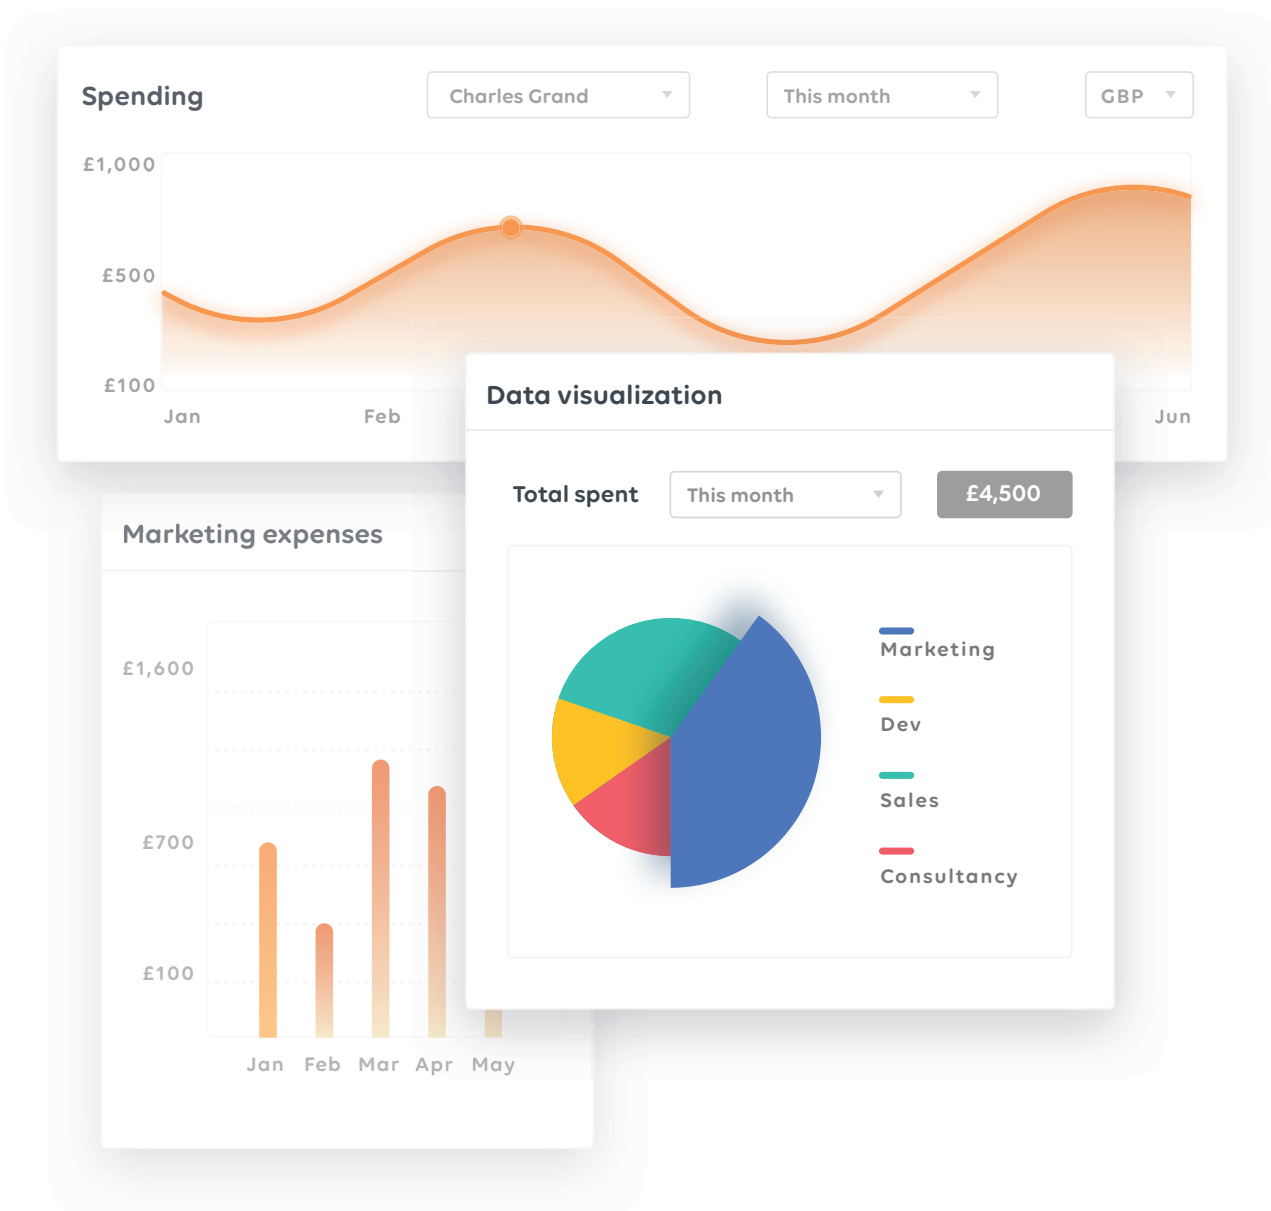 Spending
Charles Grand
This month
GBP
£1,000
£500
£100
Jan
Feb
Jun
Data visualization
Total spent
This month
£4,500
Marketing
Dev
Sales
Consultancy
Marketing expenses
£1,600
£700
£100
Jan
Feb
Mar
Apr
May